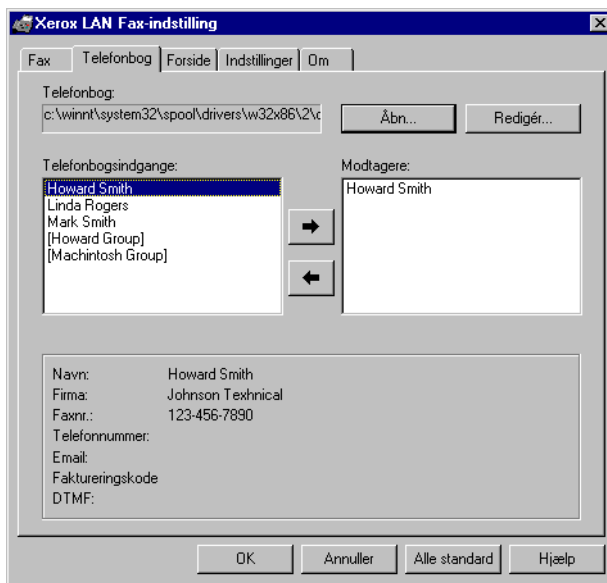 Xerox LAN Fax-indstilling
Fax Telefonbog Forside Indstillinger Om
Telefonbog:
c:\winnt\system32\spool\drivers\w32x86\2\c Åbn... Redigér...
Telefonbogsindgange: Modtagere:
Howard Smith Howard Smith
Linda Rogers
Mark Smith
[Howard Group]
[Machintosh Group]
Navn: Howard Smith
Firma: Johnson Texhnical
Faxnr.: 123-456-7890
Telefonnummer:
Email:
Faktureringskode
DTMF:
OK Annuller Alle standard Hjælp